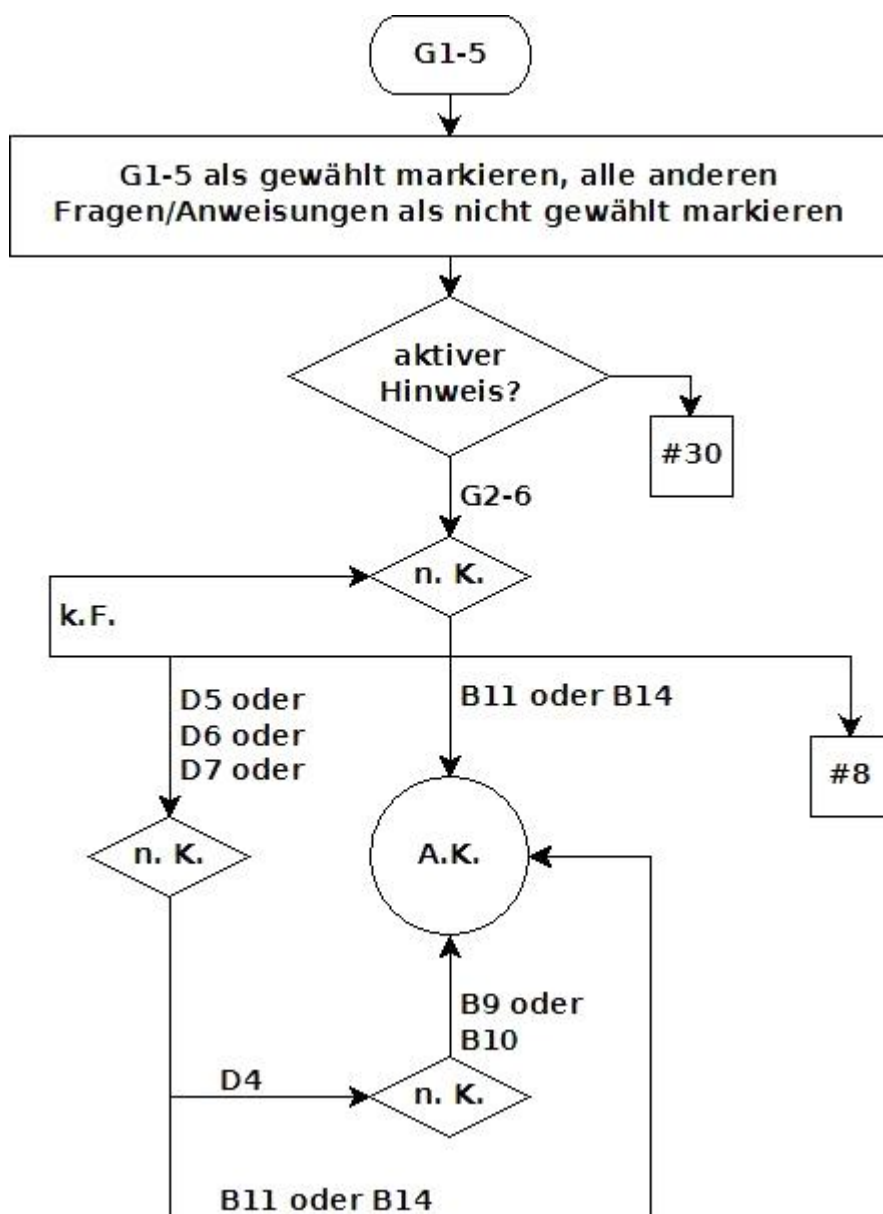 G1-5
G1-5 als gewählt markieren, alle anderen
Fragen/Anweisungen als nicht gewählt markieren
aktiver
Hinweis?
#30
G2-6
n. K.
k.F.
D5 oder
D6 oder
D7 oder
B11 oder B14
#8
n. K.
A.K.
B9 oder
B10
D4
n. K.
B11 oder B14